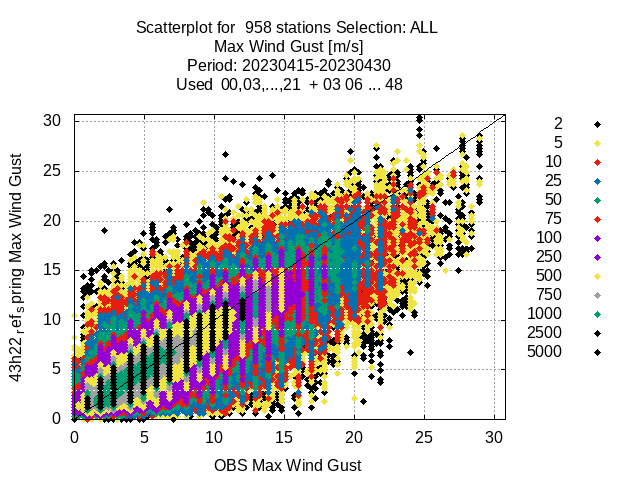 Scatterplot for  958 stations Selection: ALL
Max Wind Gust [m/s]
Period: 20230415-20230430
Used  00,03,...,21  + 03 06 ... 48
43h22_ref_spring Max Wind Gust
30
25
20
15
10
5
0
0 5 10 15 20 25 30
OBS Max Wind Gust
2
5
10
25
50
75
100
250
500
750
1000
2500
5000